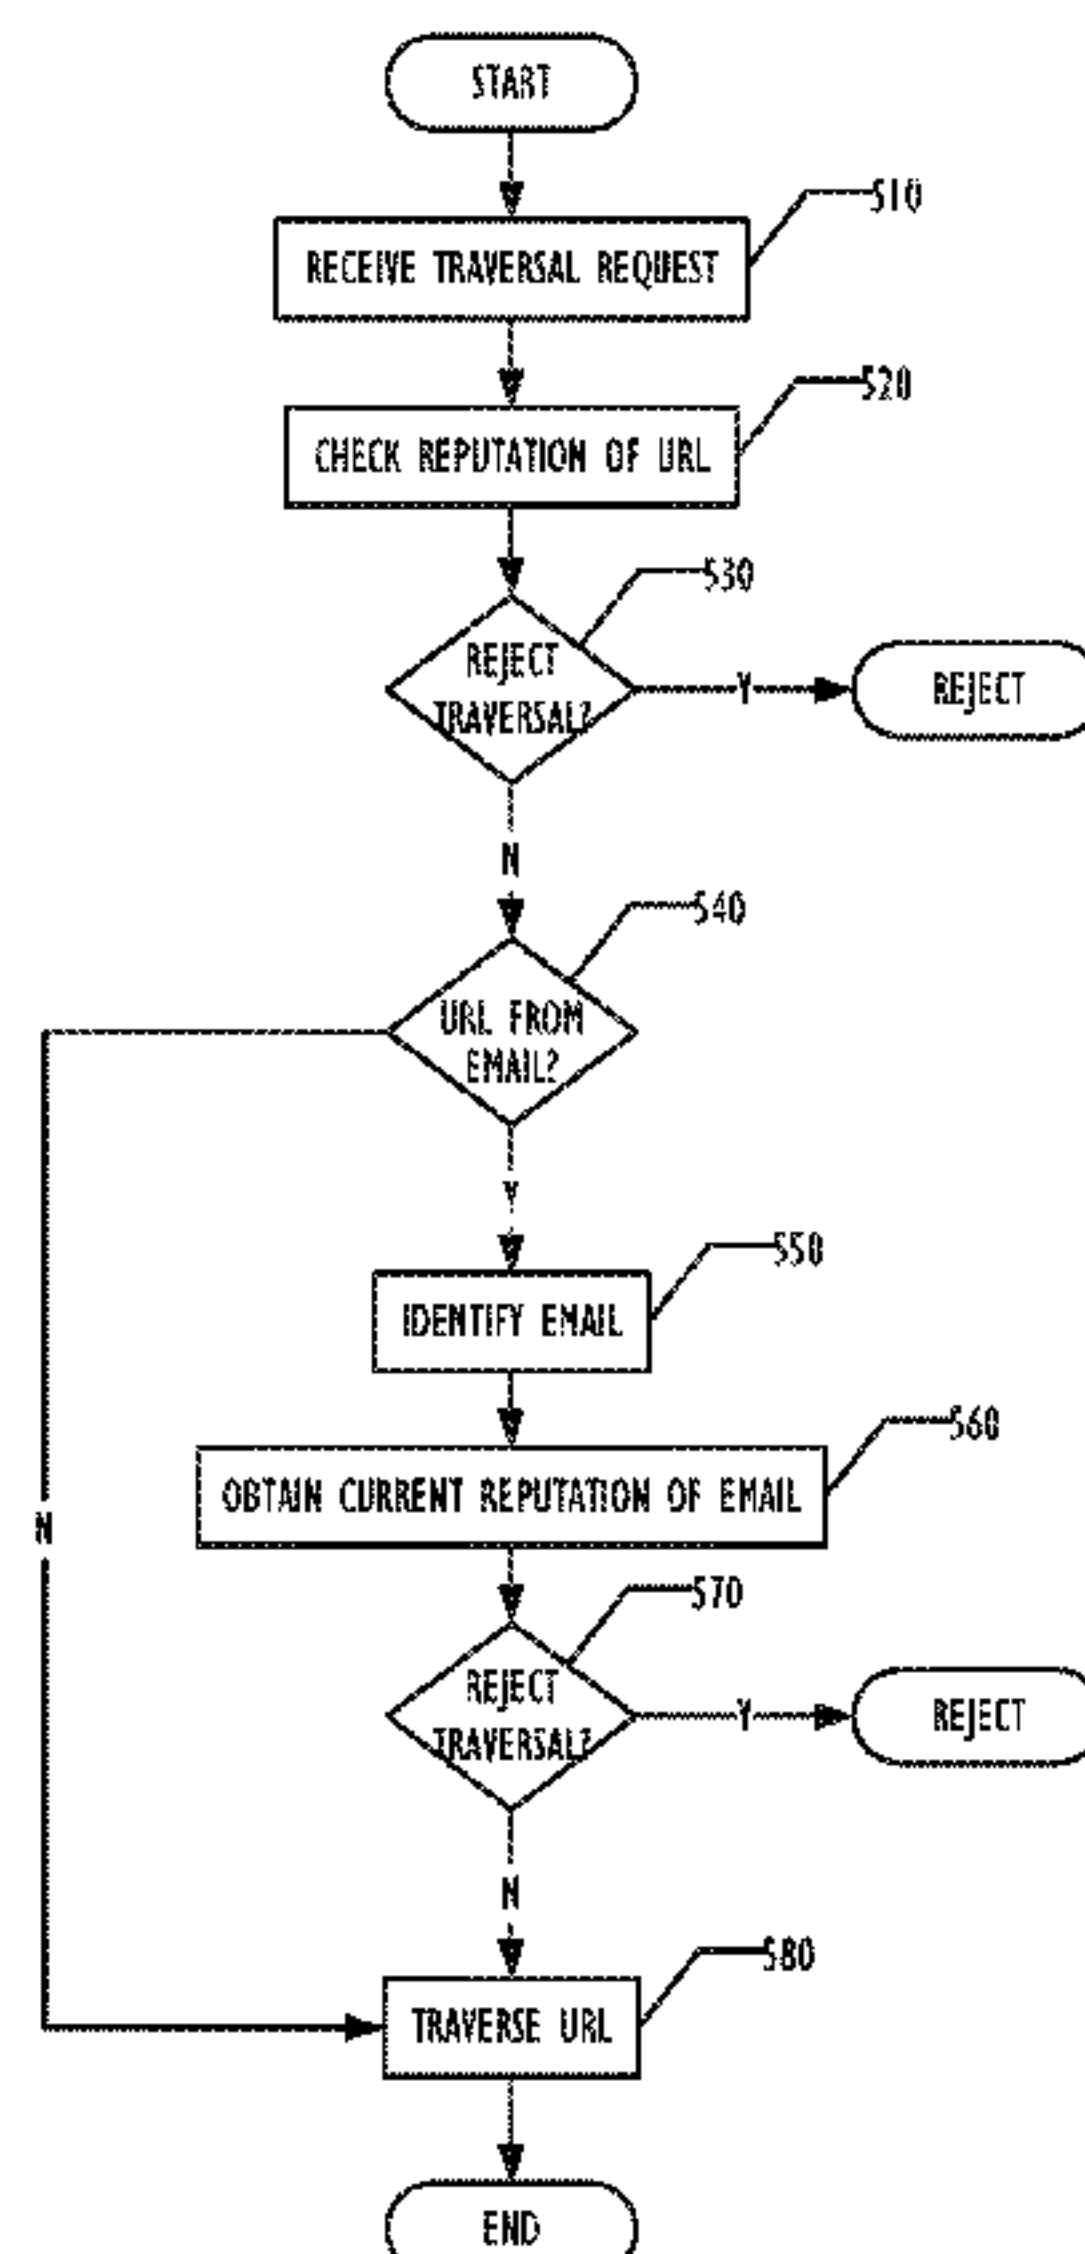 START
510
RECEIVE TRAVERSAL REQUEST
520
CHECK REPUTATION OF URL
530
REJECT
TRAVERSAL?
Y
REJECT
N
540
URL FROM
EMAIL?
Y
550
IDENTIFY EMAIL
560
OBTAIN CURRENT REPUTATION OF EMAIL
N
570
REJECT
TRAVERSAL?
Y
REJECT
N
580
TRAVERSE URL
END